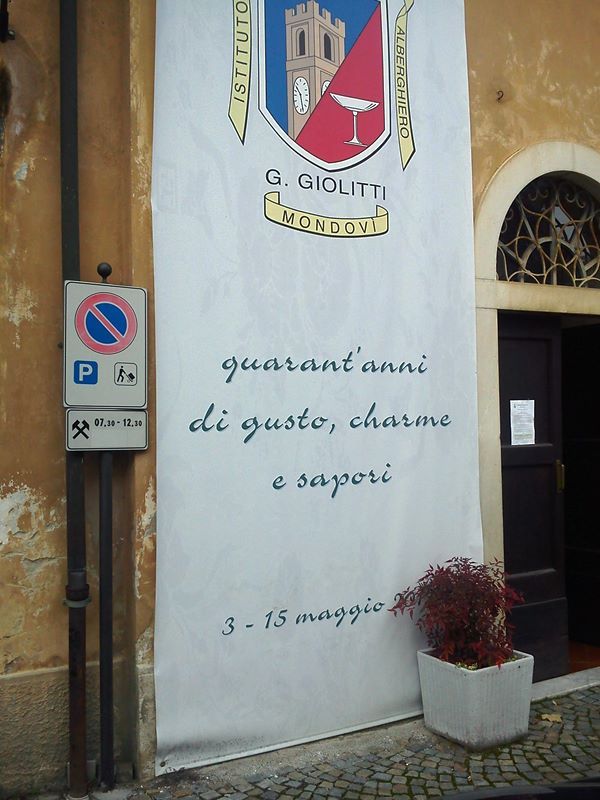 ISTITUTO
ALBERGHIERO
G. GIOLITTI
MONDOVÌ
quarant'anni
di gusto, charme
e sapori
3 - 15 maggio
P
07,30 - 12,30